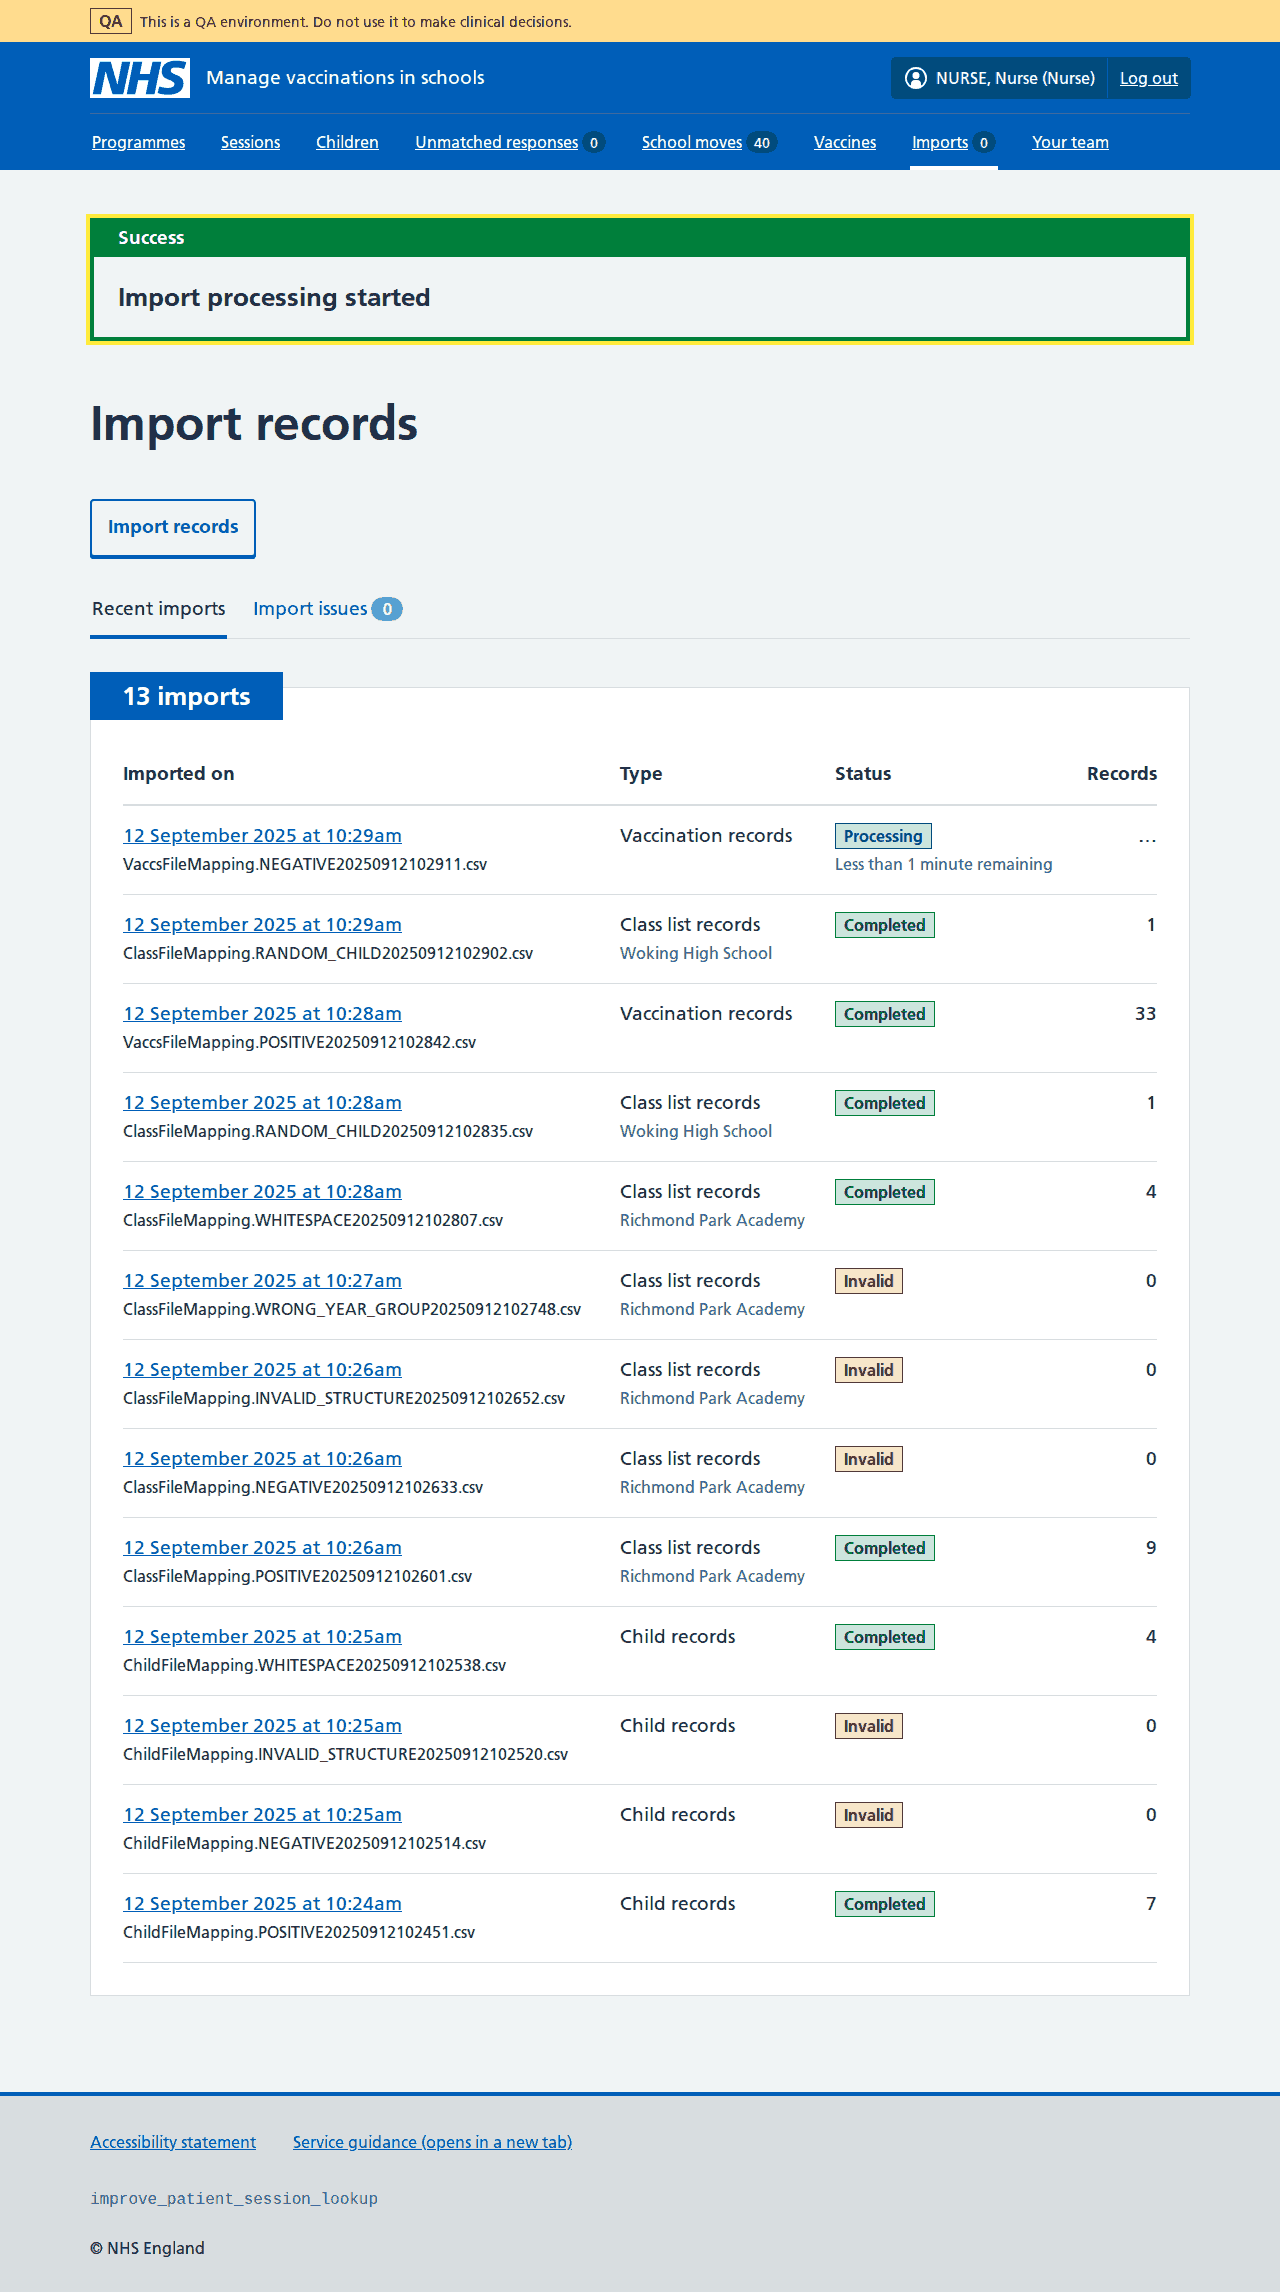 QA This is a QA environment. Do not use it to make clinical decisions.
NHS Manage vaccinations in schools NURSE, Nurse (Nurse) Log out
Programmes Sessions Children Unmatched responses 0 School moves 40 Vaccines Imports 0 Your team
Success
Import processing started
Import records
Import records
Recent imports Import issues 0
13 imports
Imported on Type Status Records
12 September 2025 at 10:29am Vaccination records Processing ...
VaccsFileMapping.NEGATIVE20250912102911.csv Less than 1 minute remaining
12 September 2025 at 10:29am Class list records Completed 1
ClassFileMapping.RANDOM_CHILD20250912102902.csv Woking High School
12 September 2025 at 10:28am Vaccination records Completed 33
VaccsFileMapping.POSITIVE20250912102842.csv
12 September 2025 at 10:28am Class list records Completed 1
ClassFileMapping.RANDOM_CHILD20250912102835.csv Woking High School
12 September 2025 at 10:28am Class list records Completed 4
ClassFileMapping.WHITESPACE20250912102807.csv Richmond Park Academy
12 September 2025 at 10:27am Class list records Invalid 0
ClassFileMapping.WRONG_YEAR_GROUP20250912102748.csv Richmond Park Academy
12 September 2025 at 10:26am Class list records Invalid 0
ClassFileMapping.INVALID_STRUCTURE20250912102652.csv Richmond Park Academy
12 September 2025 at 10:26am Class list records Invalid 0
ClassFileMapping.NEGATIVE20250912102633.csv Richmond Park Academy
12 September 2025 at 10:26am Class list records Completed 9
ClassFileMapping.POSITIVE20250912102601.csv Richmond Park Academy
12 September 2025 at 10:25am Child records Completed 4
ChildFileMapping.WHITESPACE20250912102538.csv
12 September 2025 at 10:25am Child records Invalid 0
ChildFileMapping.INVALID_STRUCTURE20250912102520.csv
12 September 2025 at 10:25am Child records Invalid 0
ChildFileMapping.NEGATIVE20250912102514.csv
12 September 2025 at 10:24am Child records Completed 7
ChildFileMapping.POSITIVE20250912102451.csv
Accessibility statement Service guidance (opens in a new tab)
improve_patient_session_lookup
© NHS England